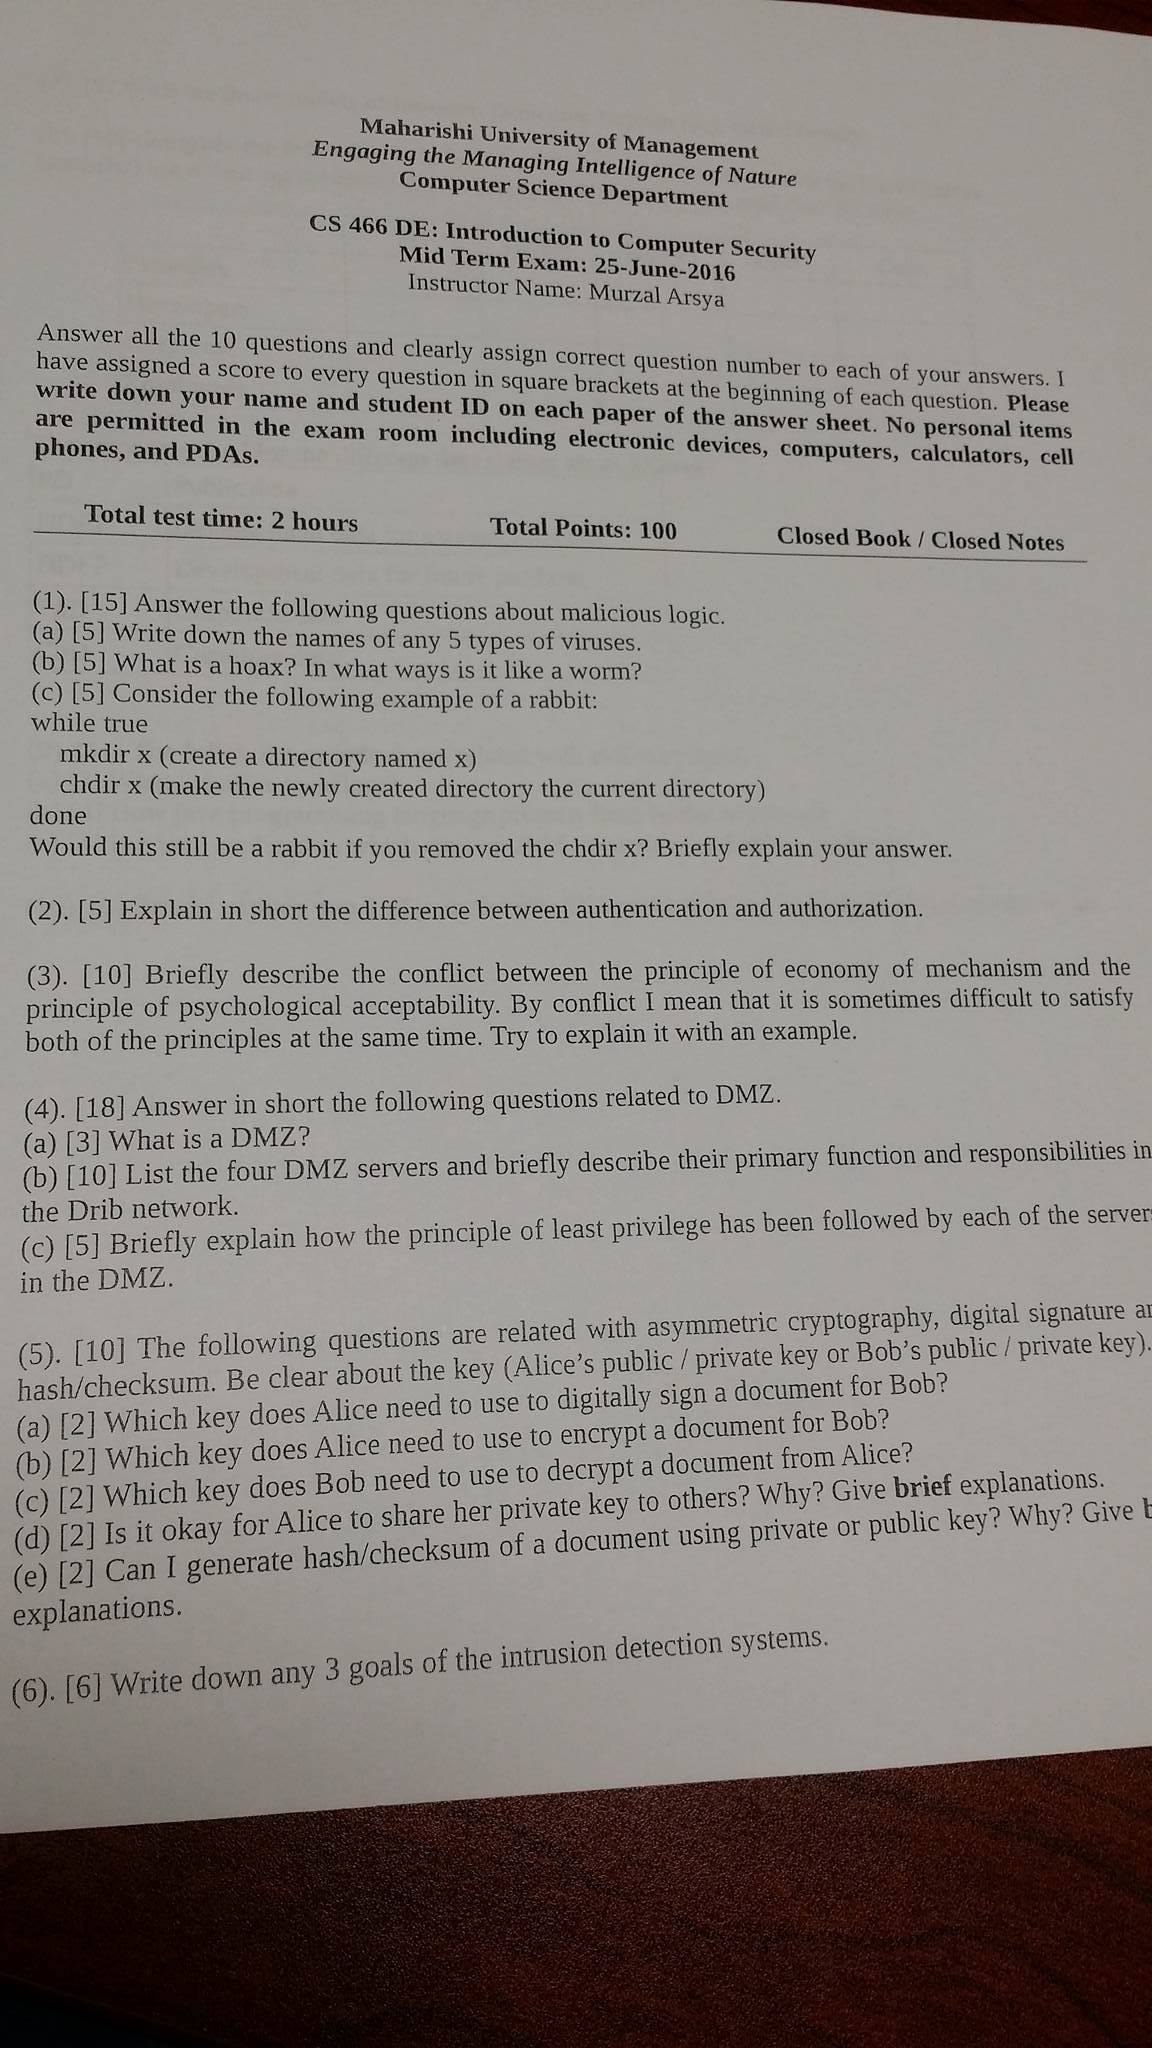 Maharishi University of Management
Engaging the Managing Intelligence of Nature
Computer Science Department
CS 466 DE: Introduction to Computer Security
Mid Term Exam: 25-June-2016
Instructor Name: Murzal Arsya
Answer all the 10 questions and clearly assign correct question number to each of your answers. I
have assigned a score to every question in square brackets at the beginning of each question. Please
write down your name and student ID on each paper of the answer sheet. No personal items
are permitted in the exam room including electronic devices, computers, calculators, cell
phones, and PDAs.
Total test time: 2 hours Total Points: 100 Closed Book / Closed Notes
(1). [15] Answer the following questions about malicious logic.
(a) [5] Write down the names of any 5 types of viruses.
(b) [5] What is a hoax? In what ways is it like a worm?
(c) [5] Consider the following example of a rabbit:
while true
mkdir x (create a directory named x)
chdir x (make the newly created directory the current directory)
done
Would this still be a rabbit if you removed the chdir x? Briefly explain your answer.
(2). [5] Explain in short the difference between authentication and authorization.
(3). [10] Briefly describe the conflict between the principle of economy of mechanism and the
principle of psychological acceptability. By conflict I mean that it is sometimes difficult to satisfy
both of the principles at the same time. Try to explain it with an example.
(4). [18] Answer in short the following questions related to DMZ.
(a) [3] What is a DMZ?
(b) [10] List the four DMZ servers and briefly describe their primary function and responsibilities in
the Drib network.
(c) [5] Briefly explain how the principle of least privilege has been followed by each of the servers
in the DMZ.
(5). [10] The following questions are related with asymmetric cryptography, digital signature
hash/checksum. Be clear about the key (Alice's public / private key or Bob's public / private key).
(a) [2] Which key does Alice need to use to digitally sign a document for Bob?
(b) [2] Which key does Alice need to use to encrypt a document for Bob?
(c) [2] Which key does Bob need to use to decrypt a document from Alice?
(d) [2] Is it okay for Alice to share her private key to others? Why? Give brief explanations.
(e) [2] Can I generate hash/checksum of a document using private or public key? Why? Give
explanations.
(6). [6] Write down any 3 goals of the intrusion detection systems.